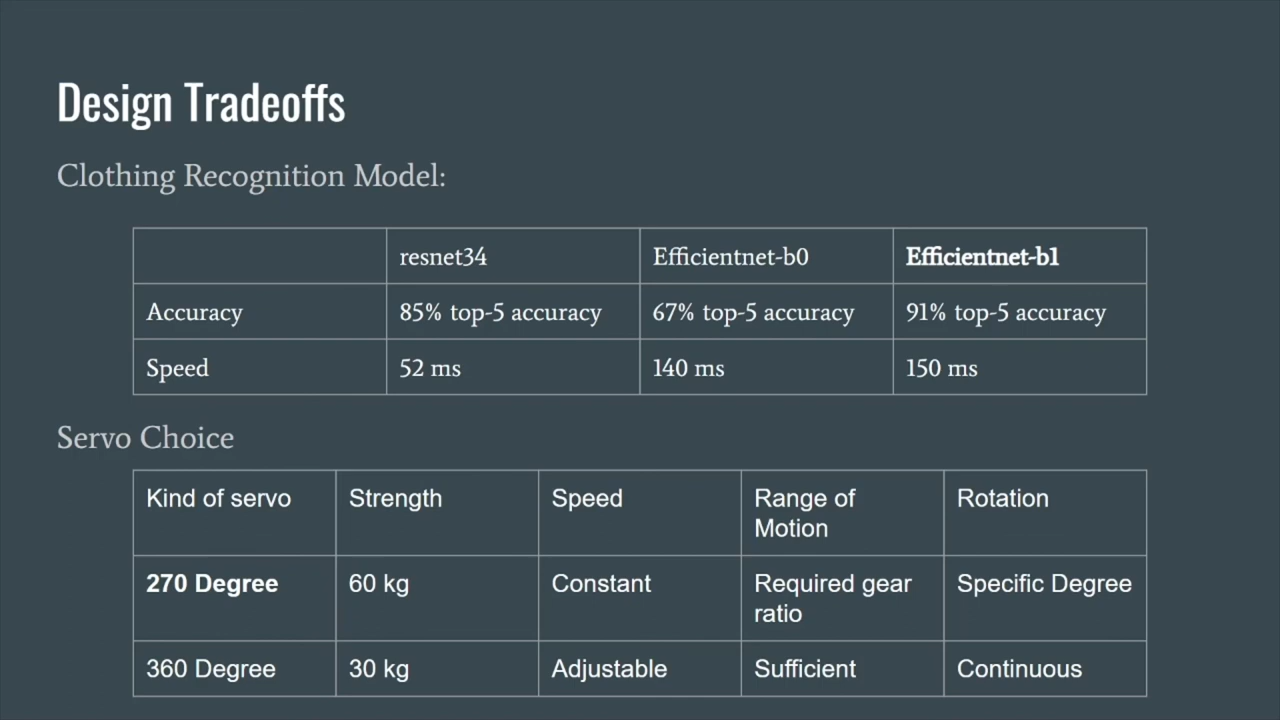 Design Tradeoffs
Clothing Recognition Model:
resnet34 Efficientnet-b0 Efficientnet-b1
Accuracy 85% top-5 accuracy 67% top-5 accuracy 91% top-5 accuracy
Speed 52 ms 140 ms 150 ms
Servo Choice
Kind of servo Strength Speed Range of Motion Rotation
270 Degree 60 kg Constant Required gear ratio Specific Degree
360 Degree 30 kg Adjustable Sufficient Continuous